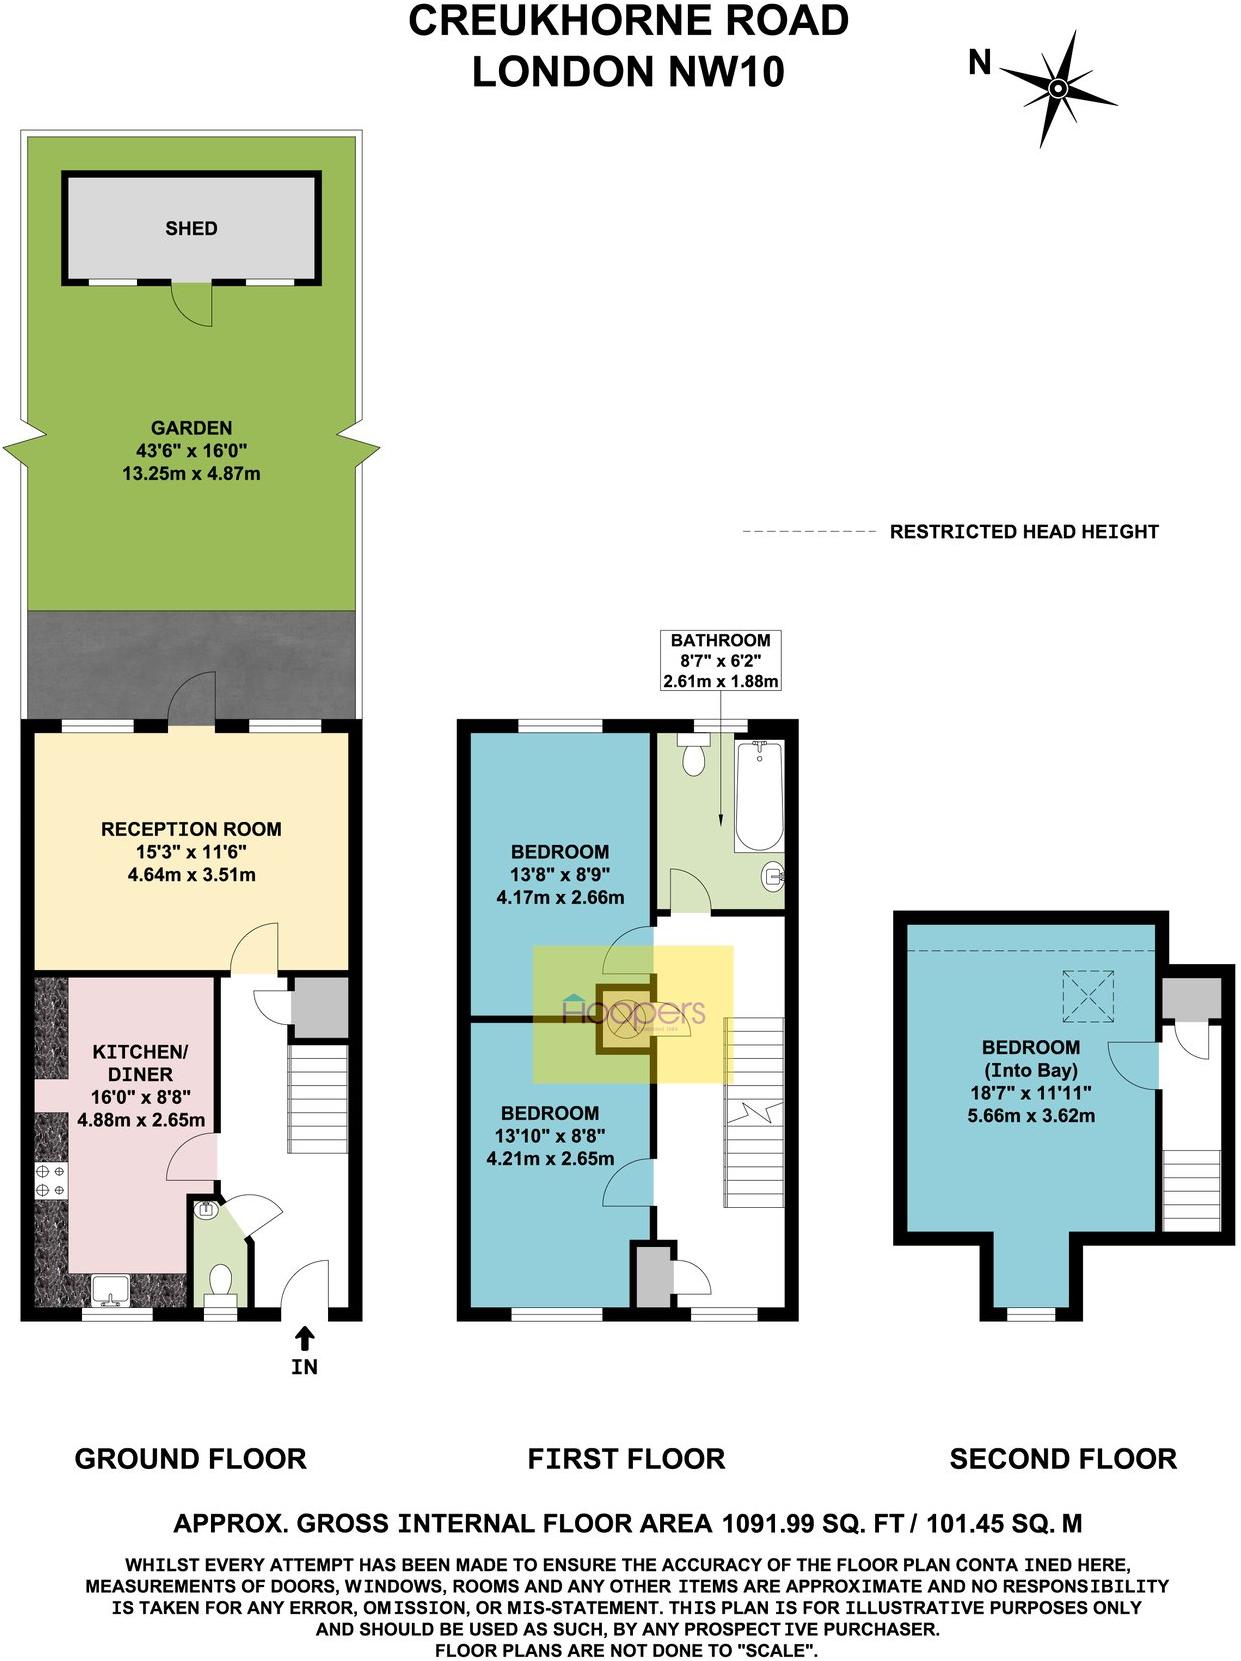 CREUKHORNE ROAD
LONDON NW10
N
SHED
GARDEN
43'6" x 16'0"
13.25m x 4.87m
RESTRICTED HEAD HEIGHT
BATHROOM
8'7" x 6'2"
2.61m x 1.88m
RECEPTION ROOM
15'3" x 11'6"
4.64m x 3.51m
BEDROOM
13'8" x 8'9"
4.17m x 2.66m
Hoopers
KITCHEN/
DINER
16'0" x 8'8"
4.88m x 2.65m
BEDROOM
13'10" x 8'8"
4.21m x 2.65m
BEDROOM
(Into Bay)
18'7" x 11'11"
5.66m x 3.62m
IN
GROUND FLOOR
FIRST FLOOR
SECOND FLOOR
APPROX. GROSS INTERNAL FLOOR AREA 1091.99 SQ. FT / 101.45 SQ. M
WHILST EVERY ATTEMPT HAS BEEN MADE TO ENSURE THE ACCURACY OF THE FLOOR PLAN CONTA INED HERE,
MEASUREMENTS OF DOORS, WINDOWS, ROOMS AND ANY OTHER ITEMS ARE APPROXIMATE AND NO RESPONSIBILITY
IS TAKEN FOR ANY ERROR, OMISSION, OR MIS-STATEMENT. THIS PLAN IS FOR ILLUSTRATIVE PURPOSES ONLY
AND SHOULD BE USED AS SUCH, BY ANY PROSPECT IVE PURCHASER.
FLOOR PLANS ARE NOT DONE TO "SCALE".